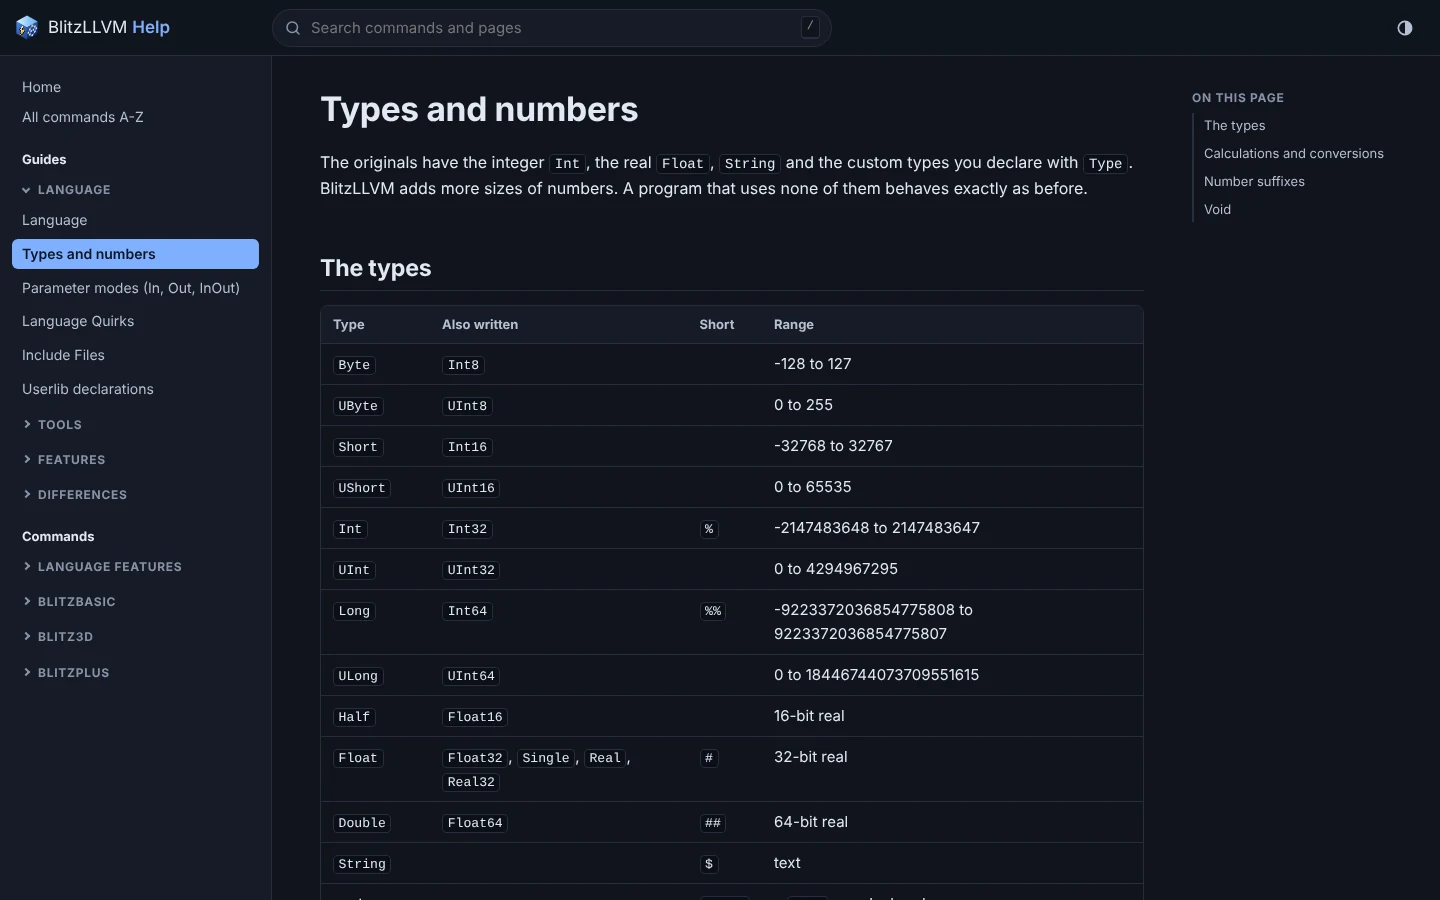 BlitzLLVM Help
Search commands and pages
/
Home
All commands A-Z
Guides
LANGUAGE
Language
Types and numbers
Parameter modes (In, Out, InOut)
Language Quirks
Include Files
Userlib declarations
TOOLS
FEATURES
DIFFERENCES
Commands
LANGUAGE FEATURES
BLITZBASIC
BLITZ3D
BLITZPLUS
Types and numbers
The originals have the integer Int, the real Float, String and the custom types you declare with Type.
BlitzLLVM adds more sizes of numbers. A program that uses none of them behaves exactly as before.
The types
Type Also written Short Range
Byte Int8 -128 to 127
UByte UInt8 0 to 255
Short Int16 -32768 to 32767
UShort UInt16 0 to 65535
Int Int32 % -2147483648 to 2147483647
UInt UInt32 0 to 4294967295
Long Int64 %% -9223372036854775808 to
9223372036854775807
ULong UInt64 0 to 18446744073709551615
Half Float16 16-bit real
Float Float32, Single, Real, # 32-bit real
Real32
Double Float64 ## 64-bit real
String $ text
ON THIS PAGE
The types
Calculations and conversions
Number suffixes
Void